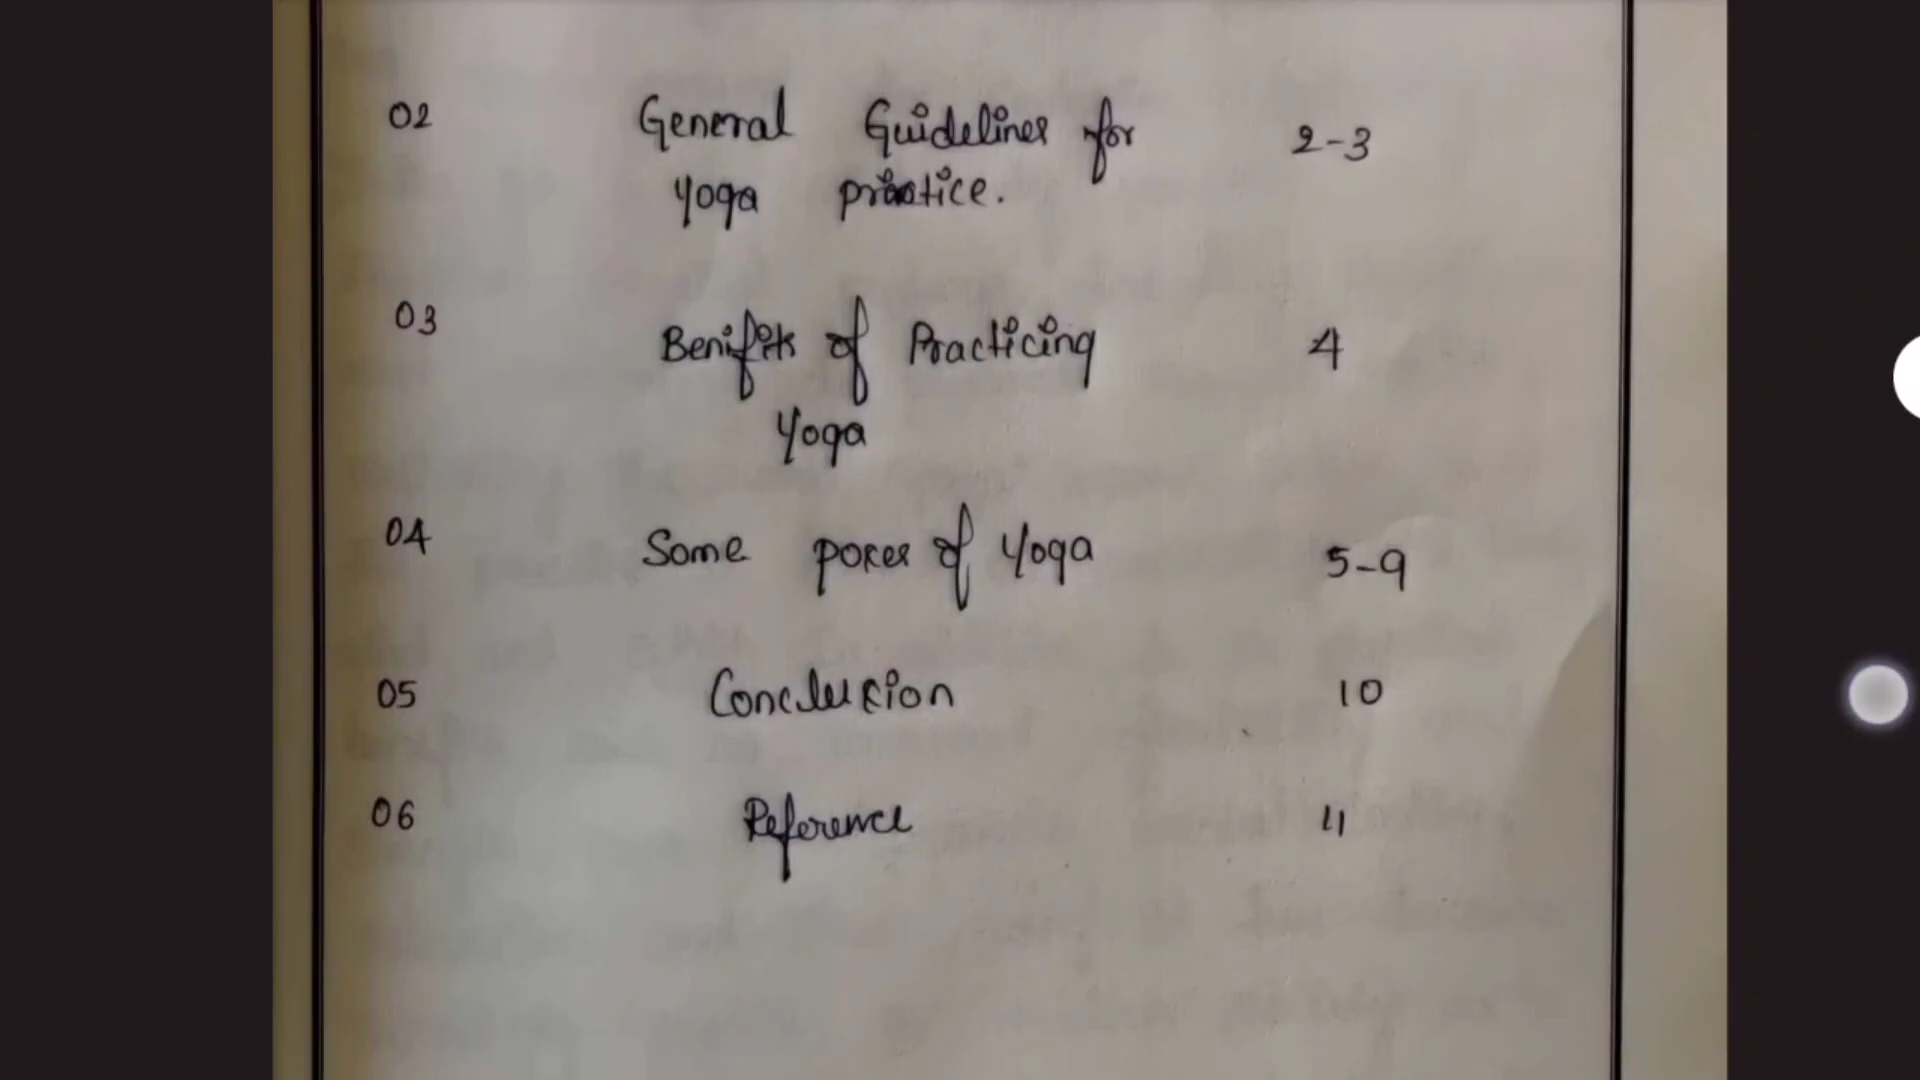 02 General Guidelines for 2-3
Yoga practice.
03 Benifits of Practicing 4
Yoga
04 Some poses of Yoga 5-9
05 Conclusion 10
06 Reference 11